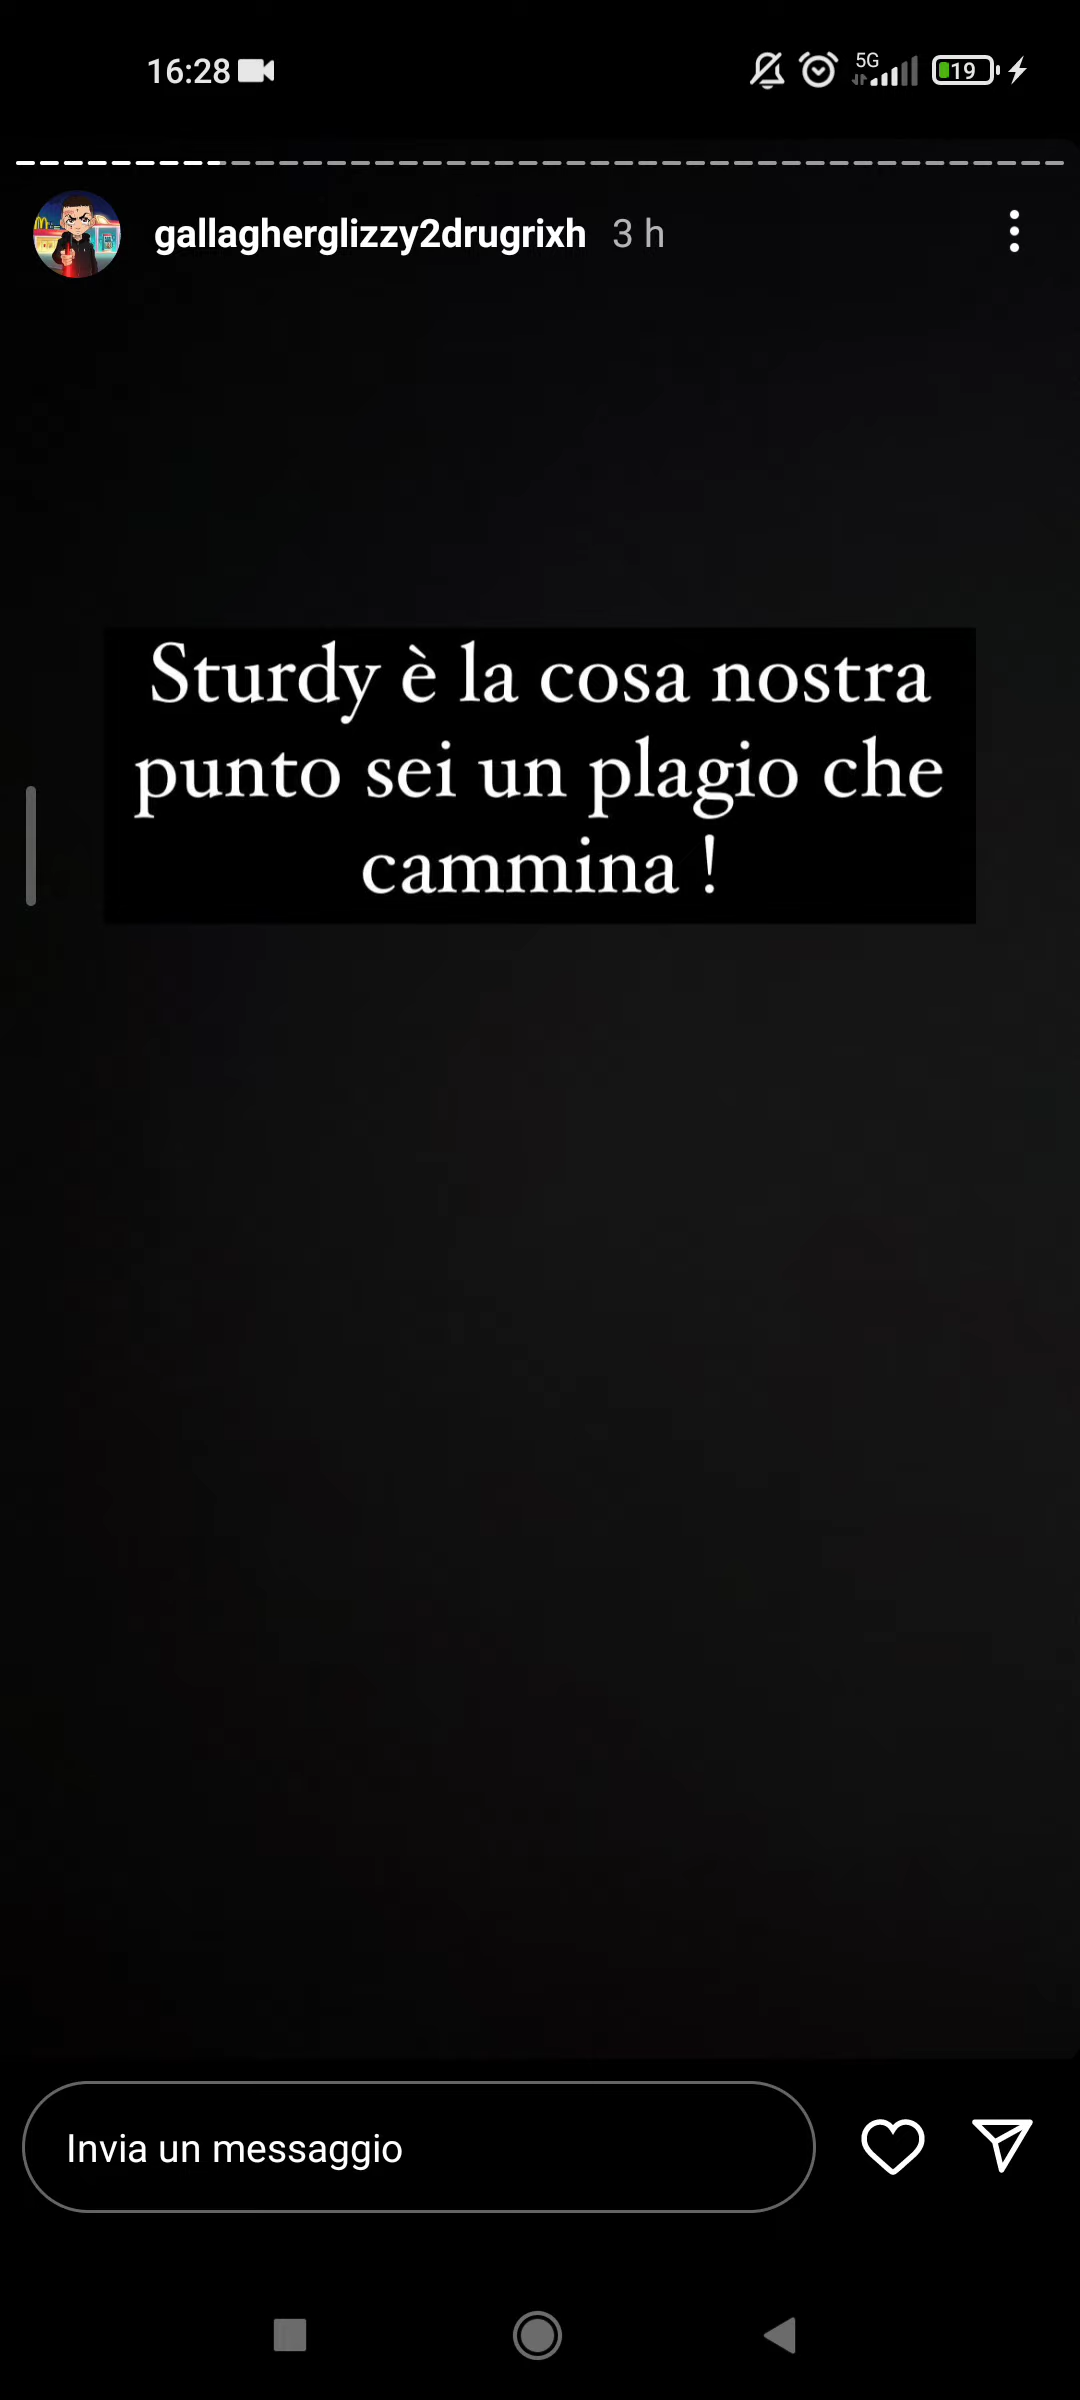 16:28
5G
19
gallagherglizzy2drugrixh 3 h
Sturdy è la cosa nostra
punto sei un plagio che
cammina !
Invia un messaggio